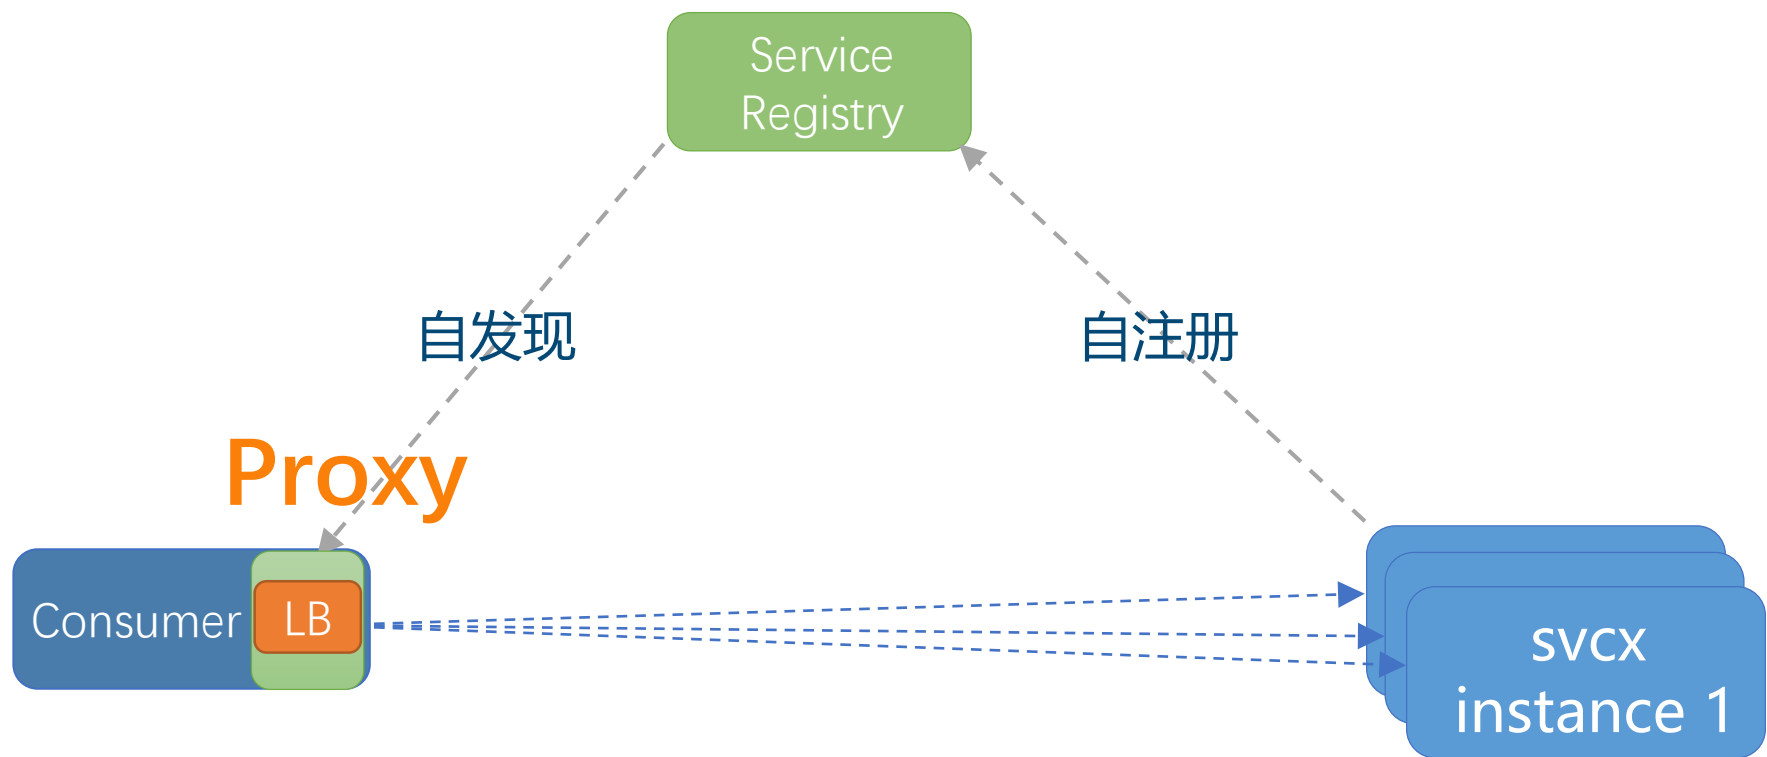 Service
Registry
自发现
自注册
Proxy
Consumer
LB
svcx
instance 1